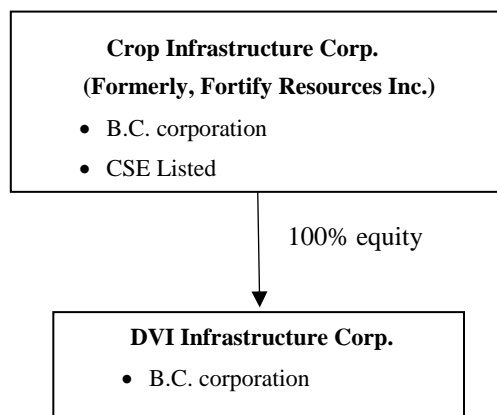 Crop Infrastructure Corp.
(Formerly, Fortify Resources Inc.)
• B.C. corporation
• CSE Listed
100% equity
DVI Infrastructure Corp.
• B.C. corporation